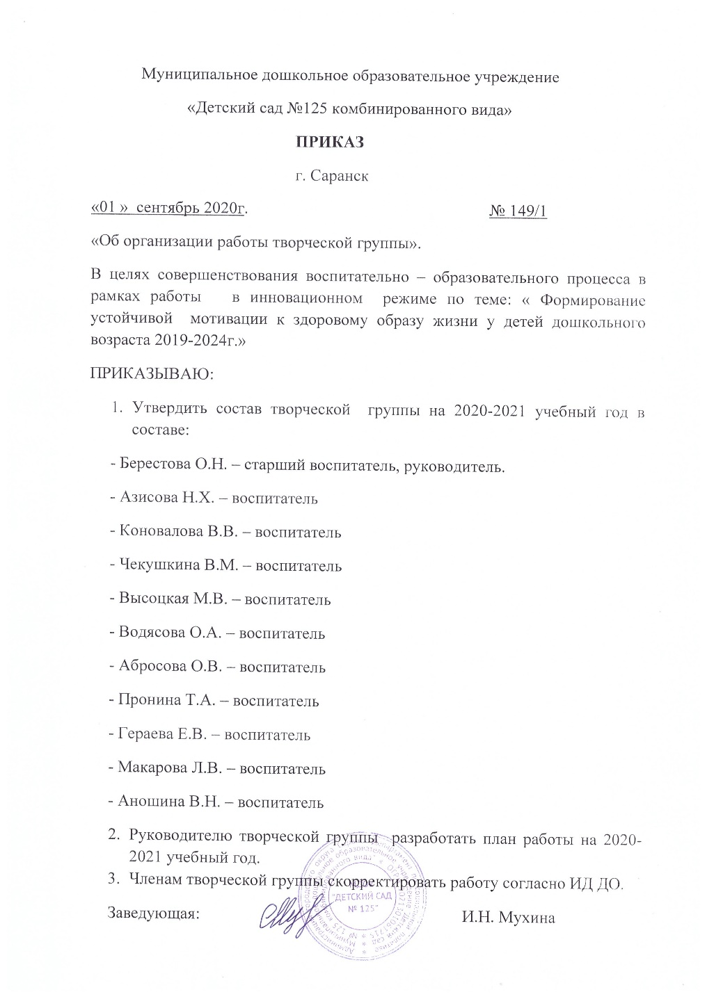 Муниципальное дошкольное образовательное учреждение
«Детский сад №125 комбинированного вида»
ПРИКАЗ
г. Саранск
«01 » сентябрь 2020г. № 149/1
«Об организации работы творческой группы».
В целях совершенствования воспитательно – образовательного процесса в
рамках работы в инновационном режиме по теме: « Формирование
устойчивой мотивации к здоровому образу жизни у детей дошкольного
возраста 2019-2024г.»
ПРИКАЗЫВАЮ:
1. Утвердить состав творческой группы на 2020-2021 учебный год в
составе:
- Берестова О.Н. – старший воспитатель, руководитель.
- Азисова Н.Х. – воспитатель
- Коновалова В.В. – воспитатель
- Чекушкина В.М. – воспитатель
- Высоцкая М.В. – воспитатель
- Водясова О.А. – воспитатель
- Абросова О.В. – воспитатель
- Пронина Т.А. – воспитатель
- Гераева Е.В. – воспитатель
- Макарова Л.В. – воспитатель
- Аношина В.Н. – воспитатель
2. Руководителю творческой группы разработать план работы на 2020-
2021 учебный год.
3. Членам творческой группы скорректировать работу согласно ИД ДО.
"ДЕТСКИЙ САД
№ 125"
Заведующая: И.Н. Мухина